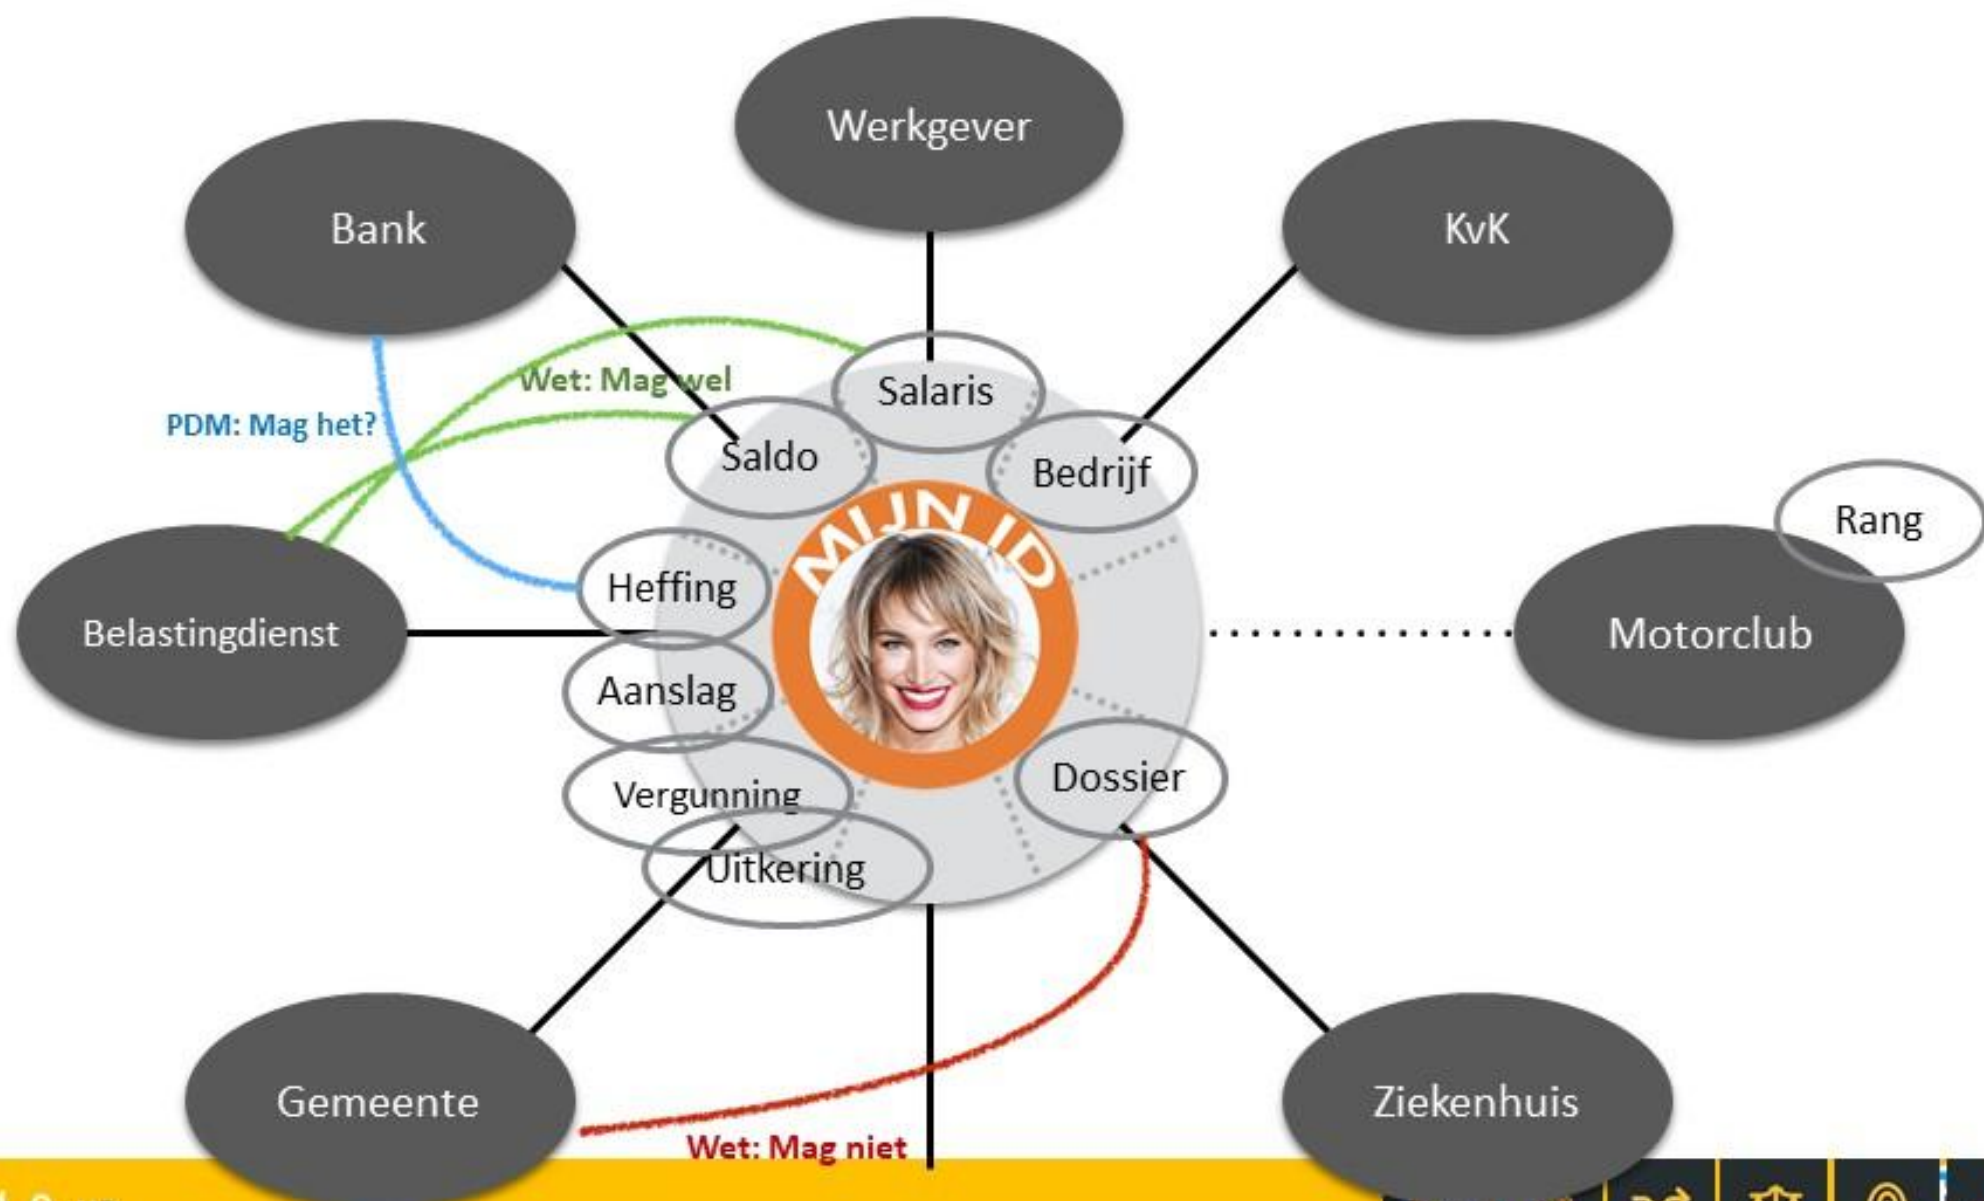 Werkgever
Bank
KvK
Wet: Mag wel
PDM: Mag het?
Salaris
Saldo
Bedrijf
MIJN ID
Rang
Heffing
Belastingdienst
Motorclub
Aanslag
Vergunning
Dossier
Uitkering
Gemeente
Ziekenhuis
Wet: Mag niet